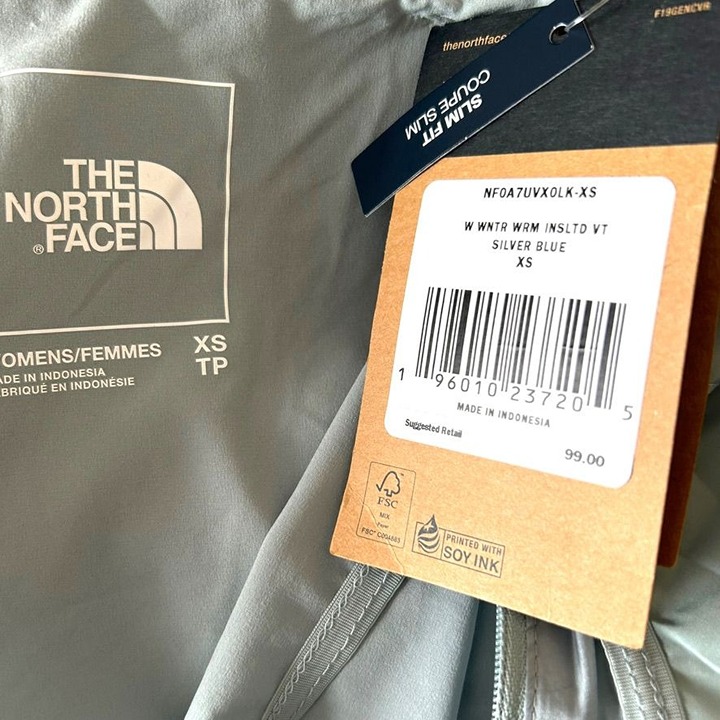 THE
NORTH
FACE
®
OMENS/FEMMES XS
TP
ADE IN INDONESIA
ABRIQUÉ EN INDONÉSIE
thenorthface
F19GENCVR
SLIM FIT
COUPE SLIM
NF0A7UVX0LK-XS
W WNTR WRM INSLTD VT
SILVER BLUE
XS
1 96010 23720 5
MADE IN INDONESIA
Suggested Retail
99.00
FSC
MIX
Paper
PRINTED WITH
SOY INK